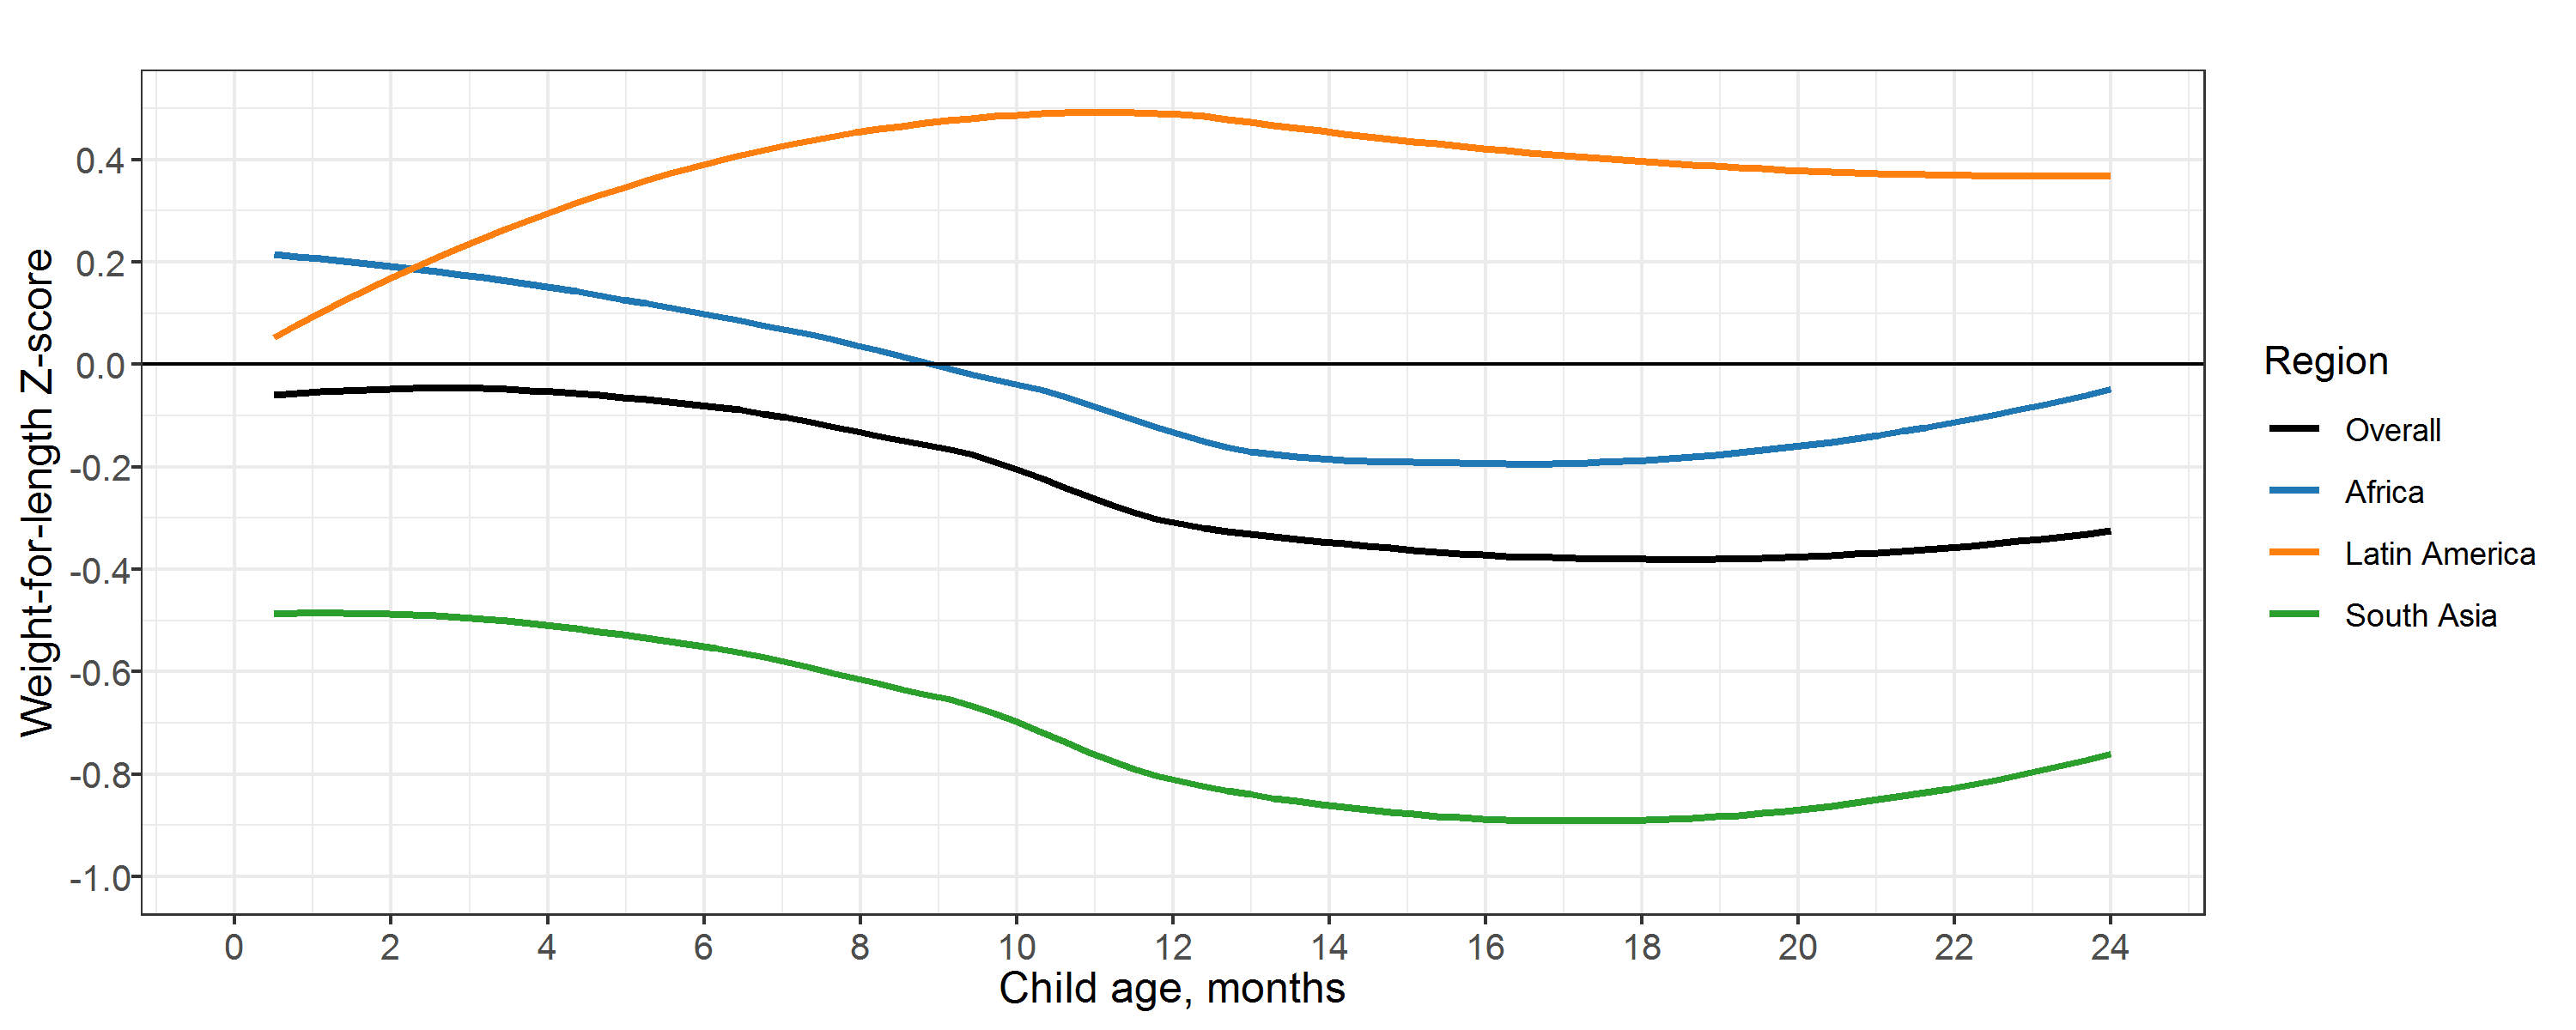 Weight-for-length Z-score
0.4
0.2
0.0
-0.2
-0.4
-0.6
-0.8
-1.0
0 2 4 6 8 10 12 14 16 18 20 22 24
Child age, months
Region
Overall
Africa
Latin America
South Asia